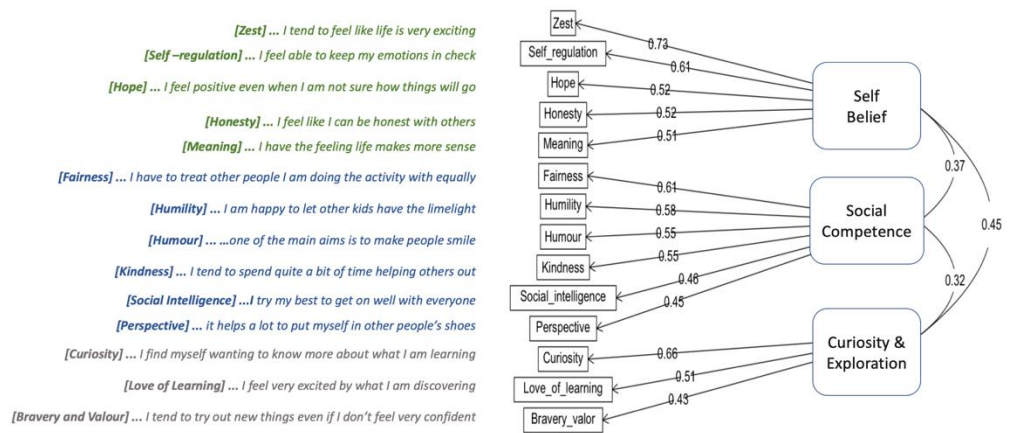 [Zest] ... I tend to feel like life is very exciting
[Self –regulation] ... I feel able to keep my emotions in check
[Hope] ... I feel positive even when I am not sure how things will go
[Honesty] ... I feel like I can be honest with others
[Meaning] ... I have the feeling life makes more sense
[Fairness] ... I have to treat other people I am doing the activity with equally
[Humility] ... I am happy to let other kids have the limelight
[Humour] ... ...one of the main aims is to make people smile
[Kindness] ... I tend to spend quite a bit of time helping others out
[Social Intelligence] ...I try my best to get on well with everyone
[Perspective] ... it helps a lot to put myself in other people's shoes
[Curiosity] ... I find myself wanting to know more about what I am learning
[Love of Learning] ... I feel very excited by what I am discovering
[Bravery and Valour] ... I tend to try out new things even if I don't feel very confident
Zest
Self_regulation
Hope
Honesty
Meaning
Fairness
Humility
Humour
Kindness
Social_intelligence
Perspective
Curiosity
Love_of_learning
Bravery_valor
0.73
0.61
0.52
0.52
0.51
0.61
0.58
0.55
0.55
0.46
0.45
0.66
0.51
0.43
Self
Belief
Social
Competence
Curiosity &
Exploration
0.37
0.45
0.32